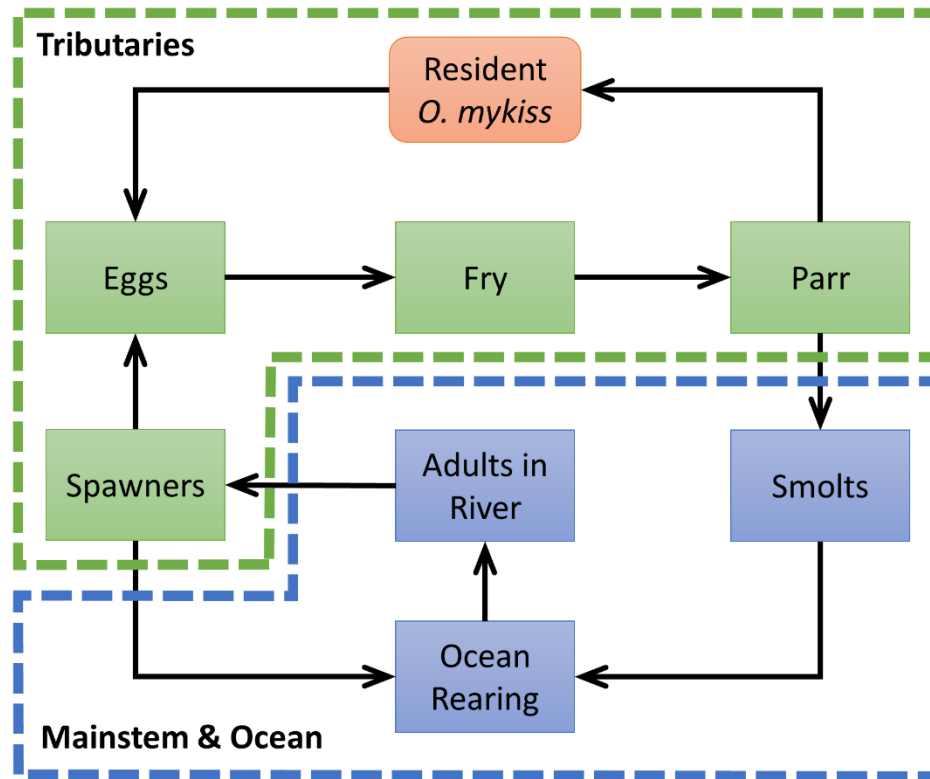 Tributaries
Resident
O. mykiss
Eggs
Fry
Parr
Spawners
Adults in
River
Smolts
Ocean
Rearing
Mainstem & Ocean